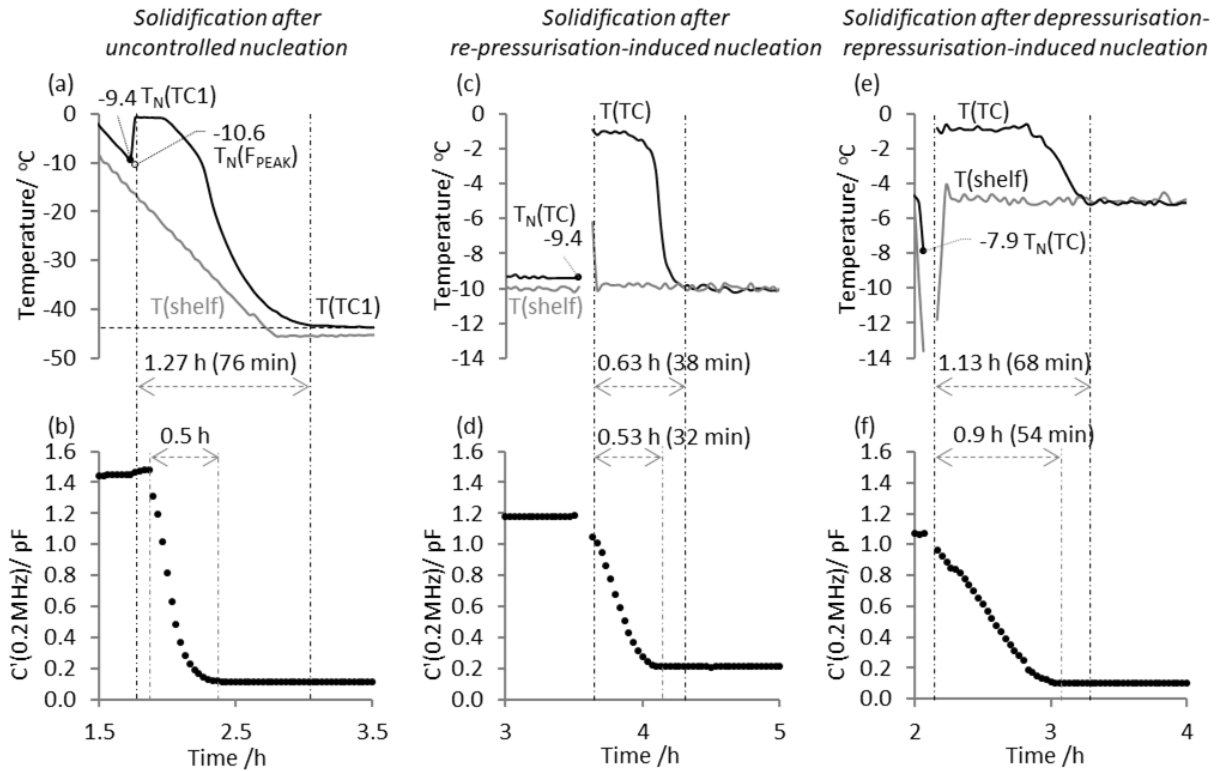 Solidification after
uncontrolled nucleation
Solidification after
re-pressurisation-induced nucleation
Solidification after depressurisation-
repressurisation-induced nucleation
(a)
-9.4 T_N(TC1)
-10.6
T_N(F_PEAK)
T(shelf)
T(TC1)
Temperature/ °C
0
-10
-20
-30
-40
-50
1.27 h (76 min)
(c)
T(TC)
T_N(TC)
-9.4
T(shelf)
Temperature/ °C
0
-2
-4
-6
-8
-10
-12
-14
0.63 h (38 min)
(e)
T(TC)
T(shelf)
-7.9 T_N(TC)
Temperature/ °C
0
-2
-4
-6
-8
-10
-12
-14
1.13 h (68 min)
(b)
0.5 h
C'(0.2MHz)/ pF
1.6
1.4
1.2
1.0
0.8
0.6
0.4
0.2
0.0
1.5 2.5 3.5
Time /h
(d)
0.53 h (32 min)
C'(0.2MHz)/ pF
1.6
1.4
1.2
1.0
0.8
0.6
0.4
0.2
0.0
3 4 5
Time /h
(f)
0.9 h (54 min)
C'(0.2MHz)/ pF
1.6
1.4
1.2
1.0
0.8
0.6
0.4
0.2
0.0
2 3 4
Time /h